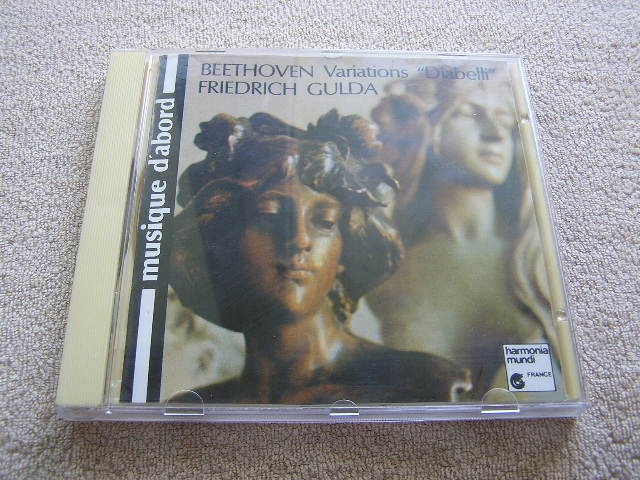 BEETHOVEN Variations "Diabelli"
FRIEDRICH GULDA
musique d'abord
harmonia
mundi
FRANCE